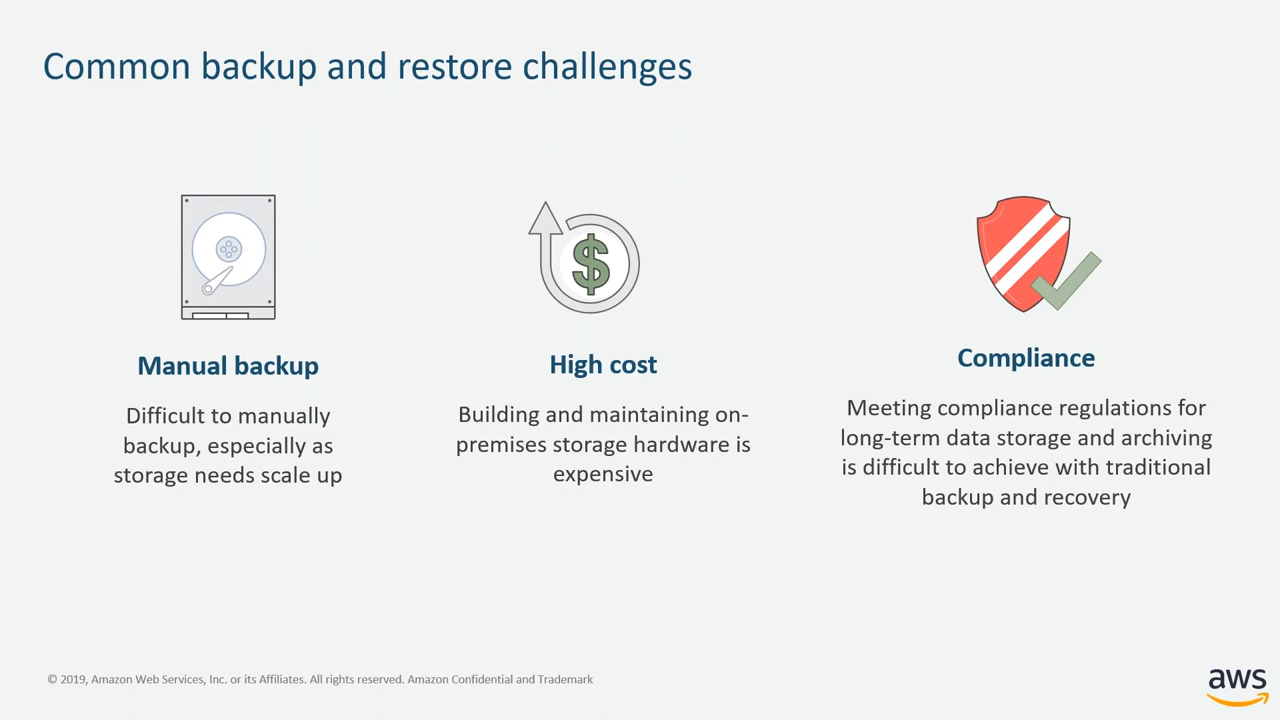 Common backup and restore challenges
$
Manual backup
Difficult to manually
backup, especially as
storage needs scale up
High cost
Building and maintaining on-
premises storage hardware is
expensive
Compliance
Meeting compliance regulations for
long-term data storage and archiving
is difficult to achieve with traditional
backup and recovery
© 2019, Amazon Web Services, Inc. or its Affiliates. All rights reserved. Amazon Confidential and Trademark
aws